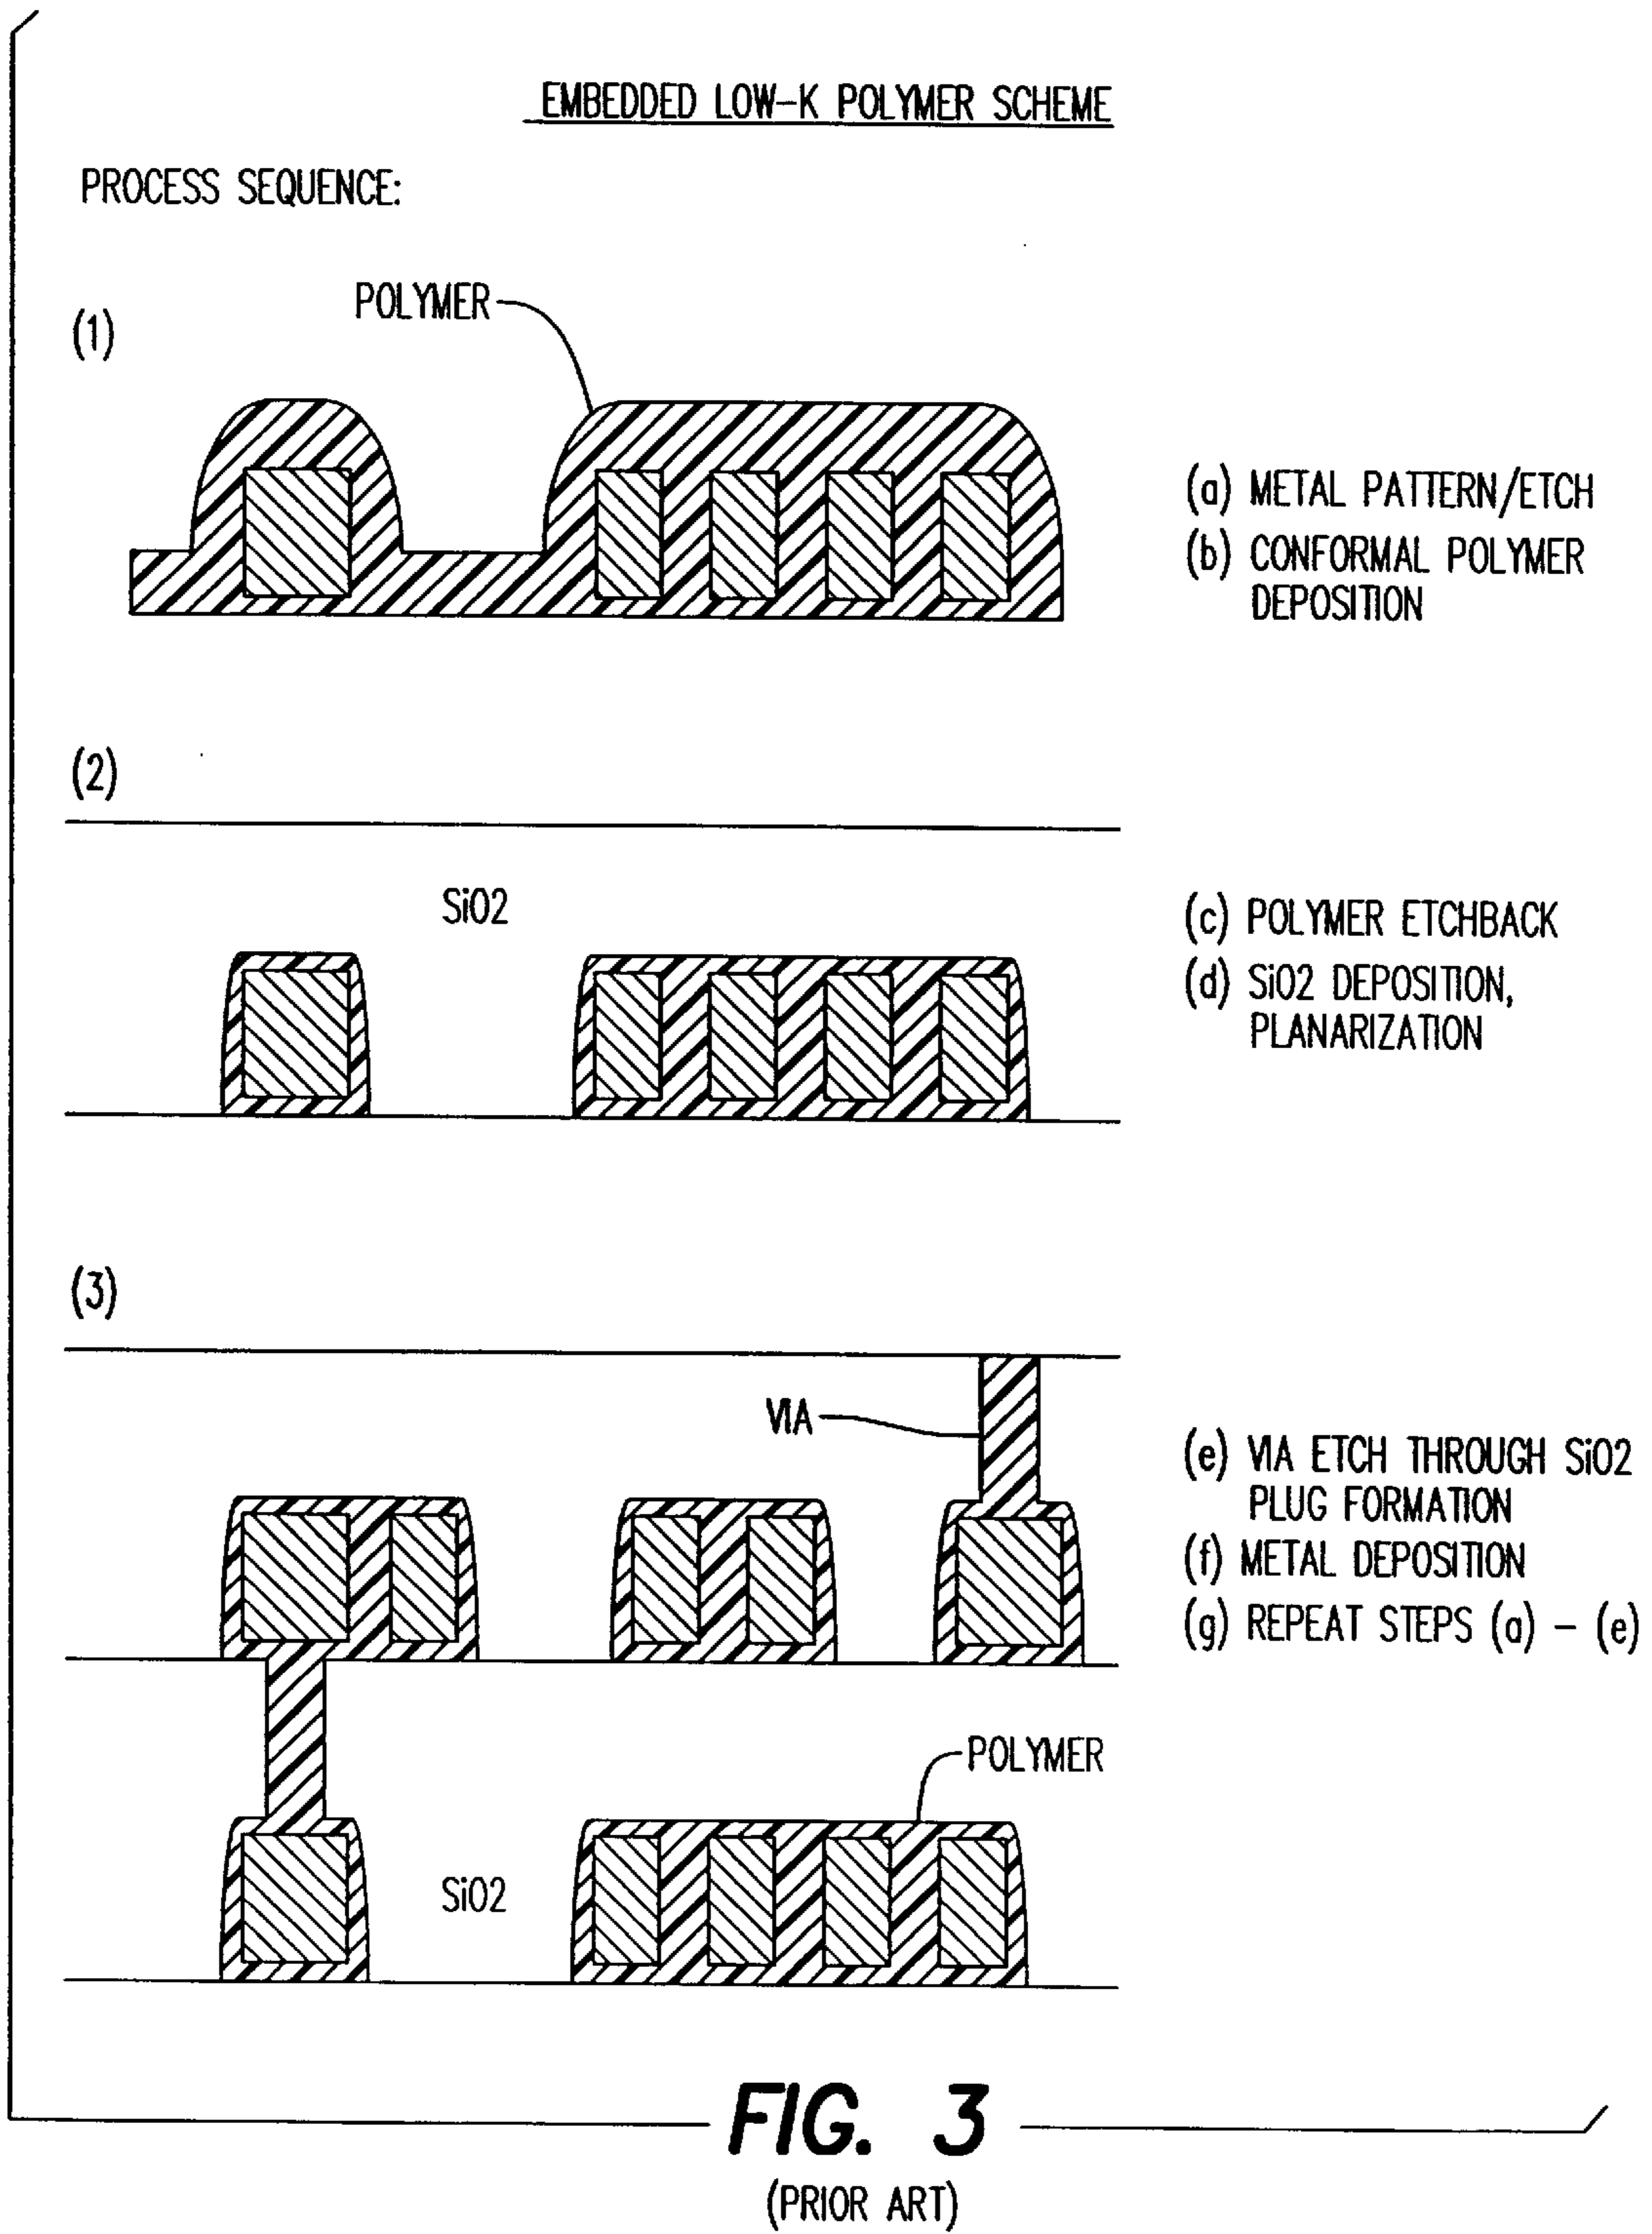 EMBEDDED LOW-K POLYMER SCHEME
PROCESS SEQUENCE:
(1)
POLYMER
(a) METAL PATTERN/ETCH
(b) CONFORMAL POLYMER
DEPOSITION
(2)
SiO2
(c) POLYMER ETCHBACK
(d) SiO2 DEPOSITION,
PLANARIZATION
(3)
VIA
(e) VIA ETCH THROUGH SiO2
PLUG FORMATION
(f) METAL DEPOSITION
(g) REPEAT STEPS (a) – (e)
POLYMER
SiO2
FIG. 3
(PRIOR ART)